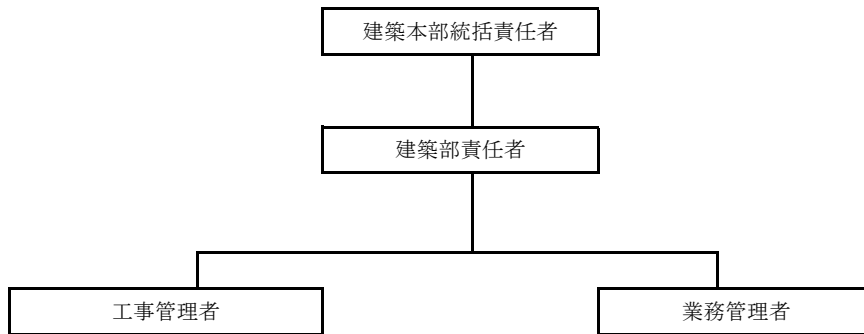 建築本部統括責任者
建築部責任者
工事管理者
業務管理者